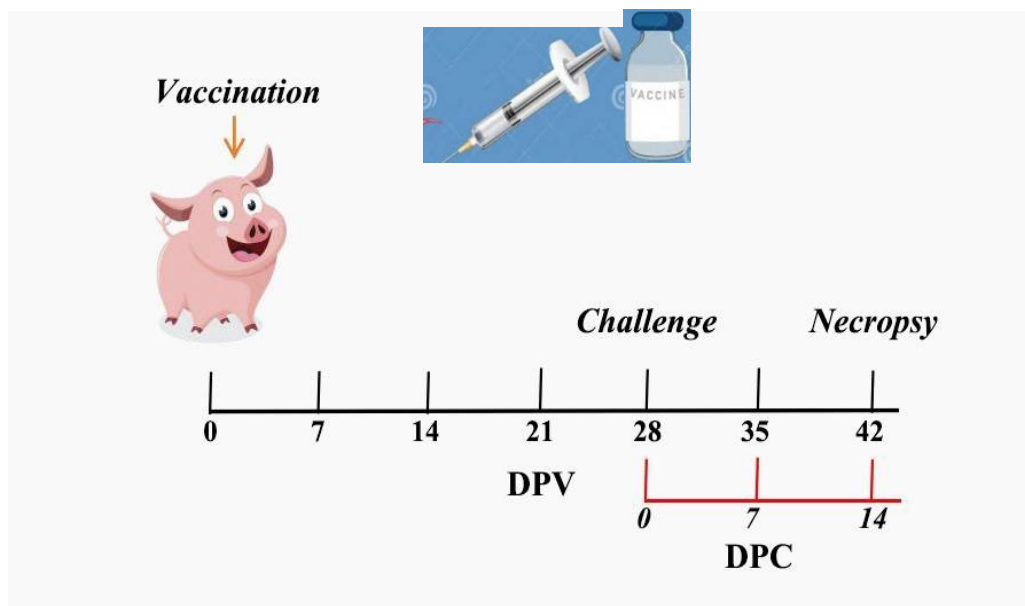 Vaccination
VACCINE
Challenge Necropsy
0 7 14 21 28 35 42
DPV
0 7 14
DPC